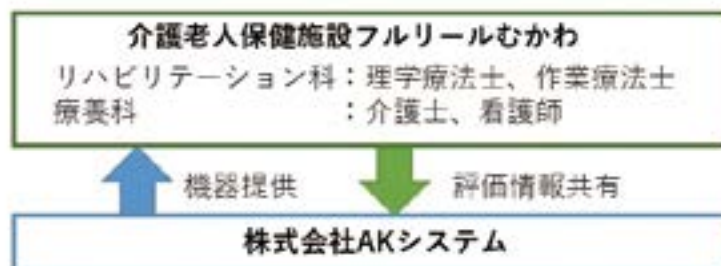 介護老人保健施設フルリールむかわ
リハビリテーション科：理学療法士、作業療法士
療養科　　　　　　　：介護士、看護師
機器提供　評価情報共有
株式会社AKシステム